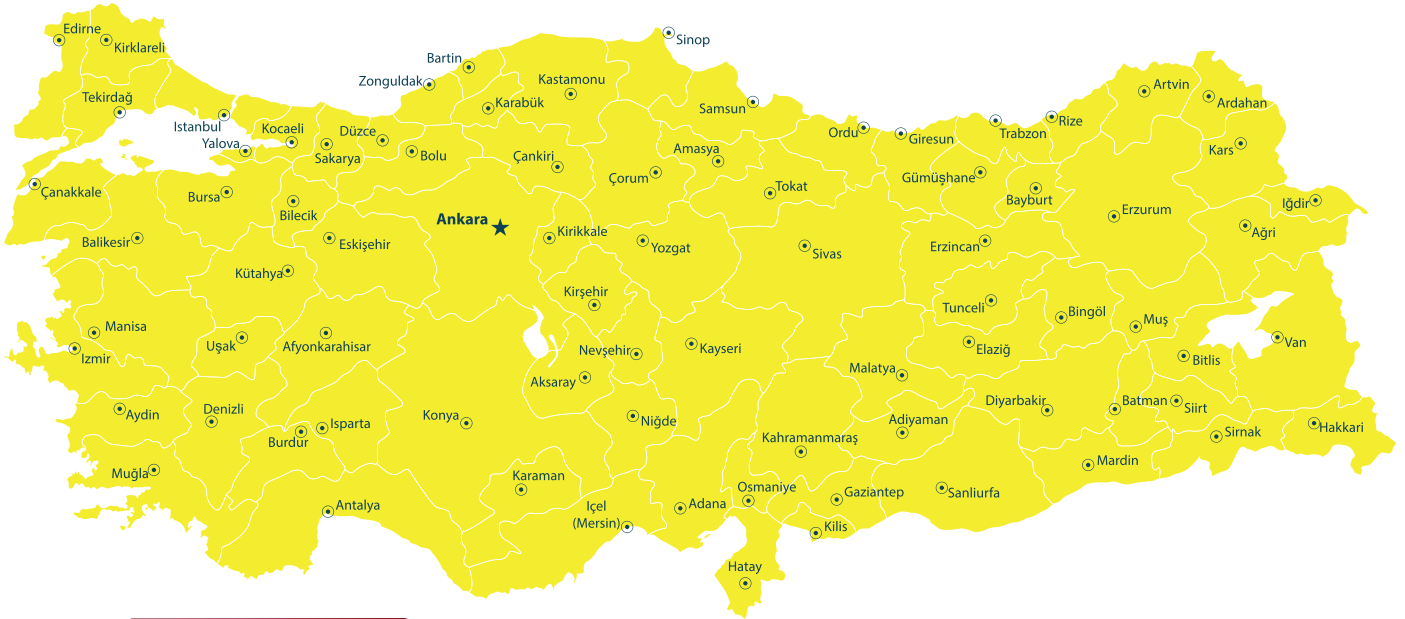 Edirne
Kirklareli
Sinop
Bartin
Zonguldak
Kastamonu
Artvin
Tekirdağ
Karabük
Samsun
Ardahan
Istanbul
Kocaeli
Düzce
Ordu
Giresun
Trabzon
Rize
Yalova
Sakarya
Bolu
Çankiri
Amasya
Kars
Çanakkale
Bursa
Bilecik
Çorum
Tokat
Gümüşhane
Bayburt
Iğdir
Balikesir
Eskişehir
Ankara
Kirikkale
Yozgat
Sivas
Erzincan
Erzurum
Ağri
Kütahya
Kirşehir
Tunceli
Bingöl
Muş
Manisa
Izmir
Uşak
Afyonkarahisar
Nevşehir
Kayseri
Elaziğ
Bitlis
Van
Aksaray
Malatya
Aydin
Denizli
Burdur
Isparta
Konya
Niğde
Adiyaman
Diyarbakir
Batman
Siirt
Sirnak
Hakkari
Muğla
Kahramanmaraş
Mardin
Karaman
Antalya
Içel
(Mersin)
Adana
Osmaniye
Gaziantep
Sanliurfa
Kilis
Hatay